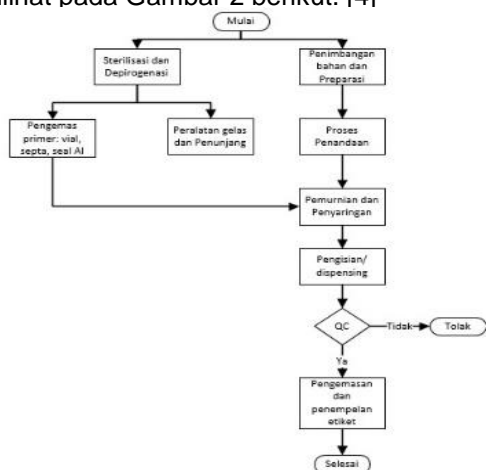 ilihat pada Gambar 2 berikut. [4]
Mulai
Sterilisasi dan
Depirogenasi
Penimbangan
bahan dan
Preparasi
Pengemas
primer: vial,
septa, seal Al
Peralatan gelas
dan Penunjang
Proses
Penandaan
Pemurnian dan
Penyaringan
Pengisian/
dispensing
QC
Tidak
Tolak
Ya
Pengemasan
dan
penempelan
etiket
Selesai